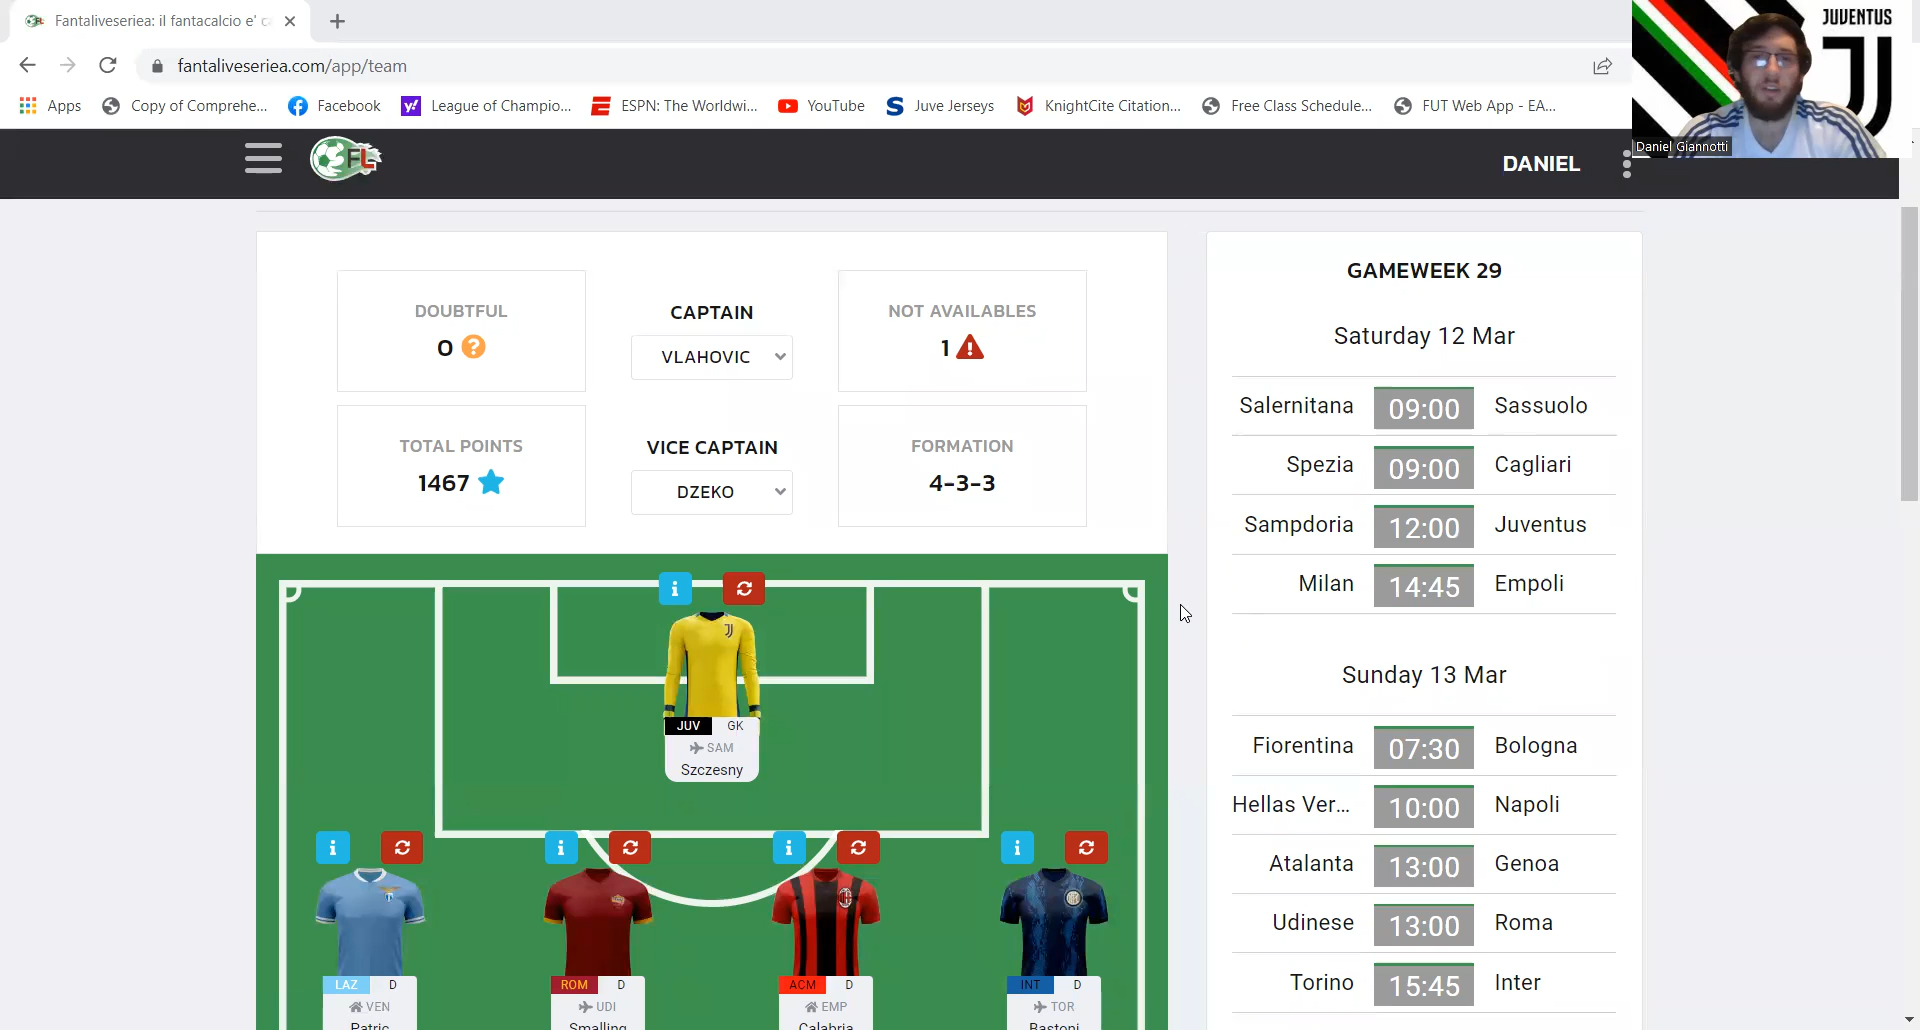 Fantaliveseriea: il fantacalcio e' c
fantaliveseriea.com/app/team
Apps
Copy of Comprehe...
Facebook
League of Champio...
ESPN: The Worldwi...
YouTube
Juve Jerseys
KnightCite Citation...
Free Class Schedule...
FUT Web App - EA...
JUVENTUS
Daniel Giannotti
FL
DANIEL
DOUBTFUL
0 ?
CAPTAIN
VLAHOVIC
NOT AVAILABLES
1
TOTAL POINTS
1467
VICE CAPTAIN
DZEKO
FORMATION
4-3-3
JUV GK
SAM
Szczesny
LAZ D
VEN
Patric
ROM D
UDI
Smalling
ACM D
EMP
Calabria
INT D
TOR
Bastoni
GAMEWEEK 29
Saturday 12 Mar
Salernitana 09:00 Sassuolo
Spezia 09:00 Cagliari
Sampdoria 12:00 Juventus
Milan 14:45 Empoli
Sunday 13 Mar
Fiorentina 07:30 Bologna
Hellas Ver... 10:00 Napoli
Atalanta 13:00 Genoa
Udinese 13:00 Roma
Torino 15:45 Inter